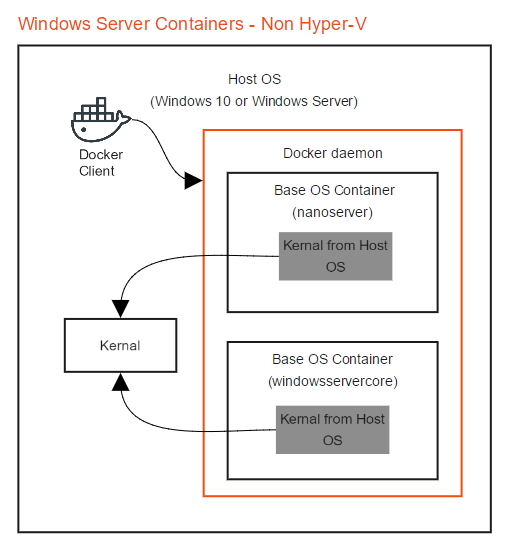 Windows Server Containers - Non Hyper-V
Host OS
(Windows 10 or Windows Server)
Docker
Client
Docker daemon
Base OS Container
(nanoserver)
Kernal from Host
OS
Kernal
Base OS Container
(windowsservercore)
Kernal from Host
OS